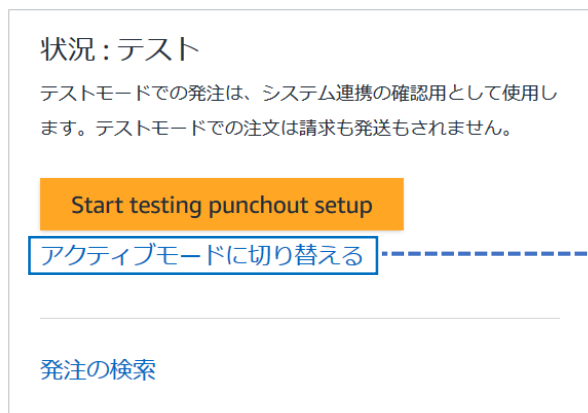 状況 : テスト
テストモードでの発注は、システム連携の確認用として使用し
ます。テストモードでの注文は請求も発送もされません。
Start testing punchout setup
アクティブモードに切り替える
発注の検索